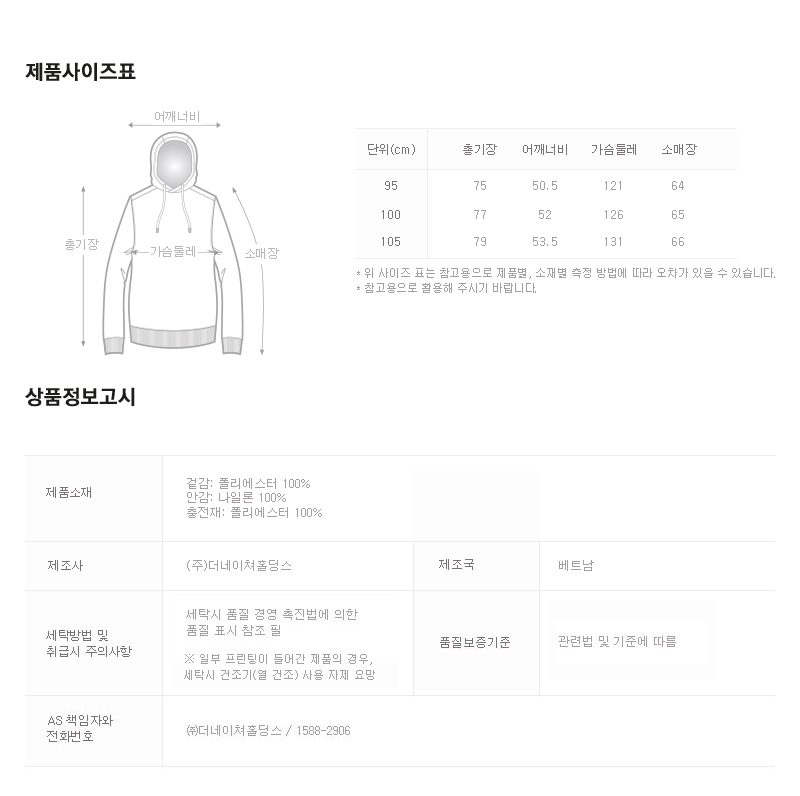 제품사이즈표
어깨너비
총기장
가슴둘레
소매장
단위(cm) 총기장 어깨너비 가슴둘레 소매장
95 75 50.5 121 64
100 77 52 126 65
105 79 53.5 131 66
* 위 사이즈 표는 참고용으로 제품별, 소재별 측정 방법에 따라 오차가 있을 수 있습니다.
* 참고용으로 활용해 주시기 바랍니다.
상품정보고시
제품소재
겉감: 폴리에스터 100%
안감: 나일론 100%
충전재: 폴리에스터 100%
제조사 (주)더네이쳐홀딩스 제조국 베트남
세탁방법 및
취급시 주의사항
세탁시 품질 경영 촉진법에 의한
품질 표시 참조 필
※ 일부 프린팅이 들어간 제품의 경우,
세탁시 건조기(열 건조) 사용 자제 요망
품질보증기준 관련법 및 기준에 따름
AS 책임자와
전화번호
㈜더네이쳐홀딩스 / 1588-2906